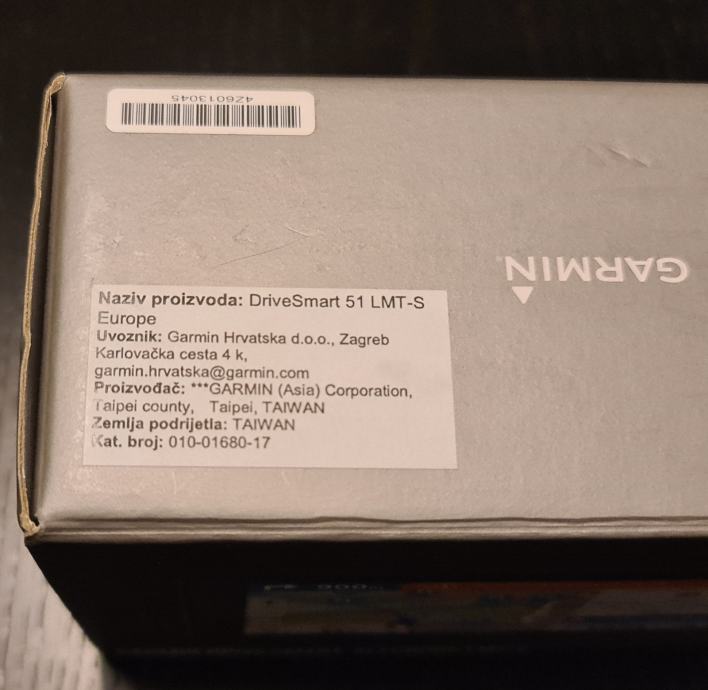 4Z6013045
GARMIN
Naziv proizvoda: DriveSmart 51 LMT-S
Europe
Uvoznik: Garmin Hrvatska d.o.o., Zagreb
Karlovačka cesta 4 k,
garmin.hrvatska@garmin.com
Proizvođač: ***GARMIN (Asia) Corporation,
Taipei county, Taipei, TAIWAN
Zemlja podrijetla: TAIWAN
Kat. broj: 010-01680-17